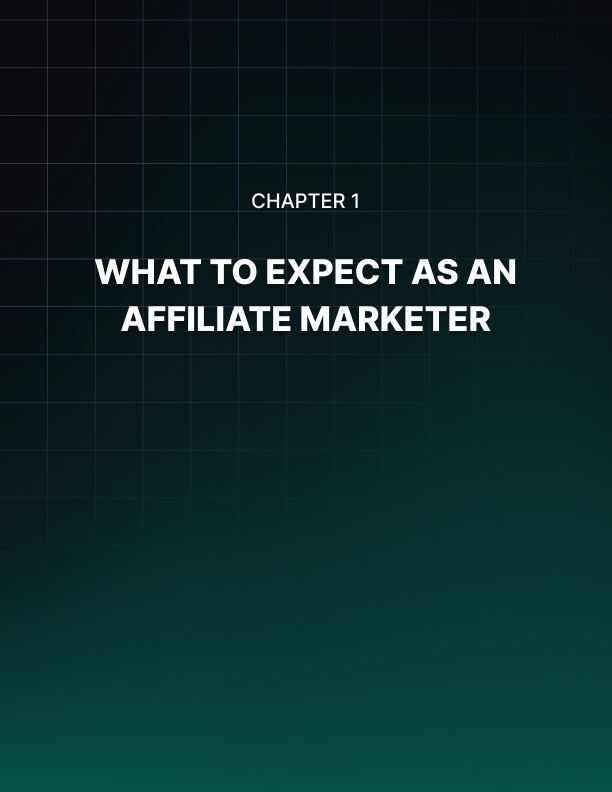 CHAPTER 1
WHAT TO EXPECT AS AN
AFFILIATE MARKETER